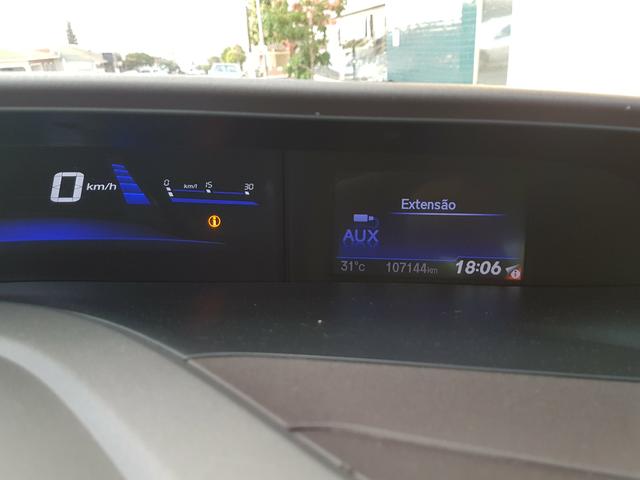 0 km/h
0 km/l 15 30
Extensão
AUX
31°C 107144km 18:06